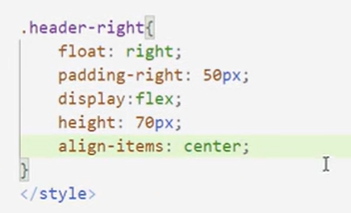 .header-right{
    float: right;
    padding-right: 50px;
    display:flex;
    height: 70px;
    align-items: center;
}
</style>